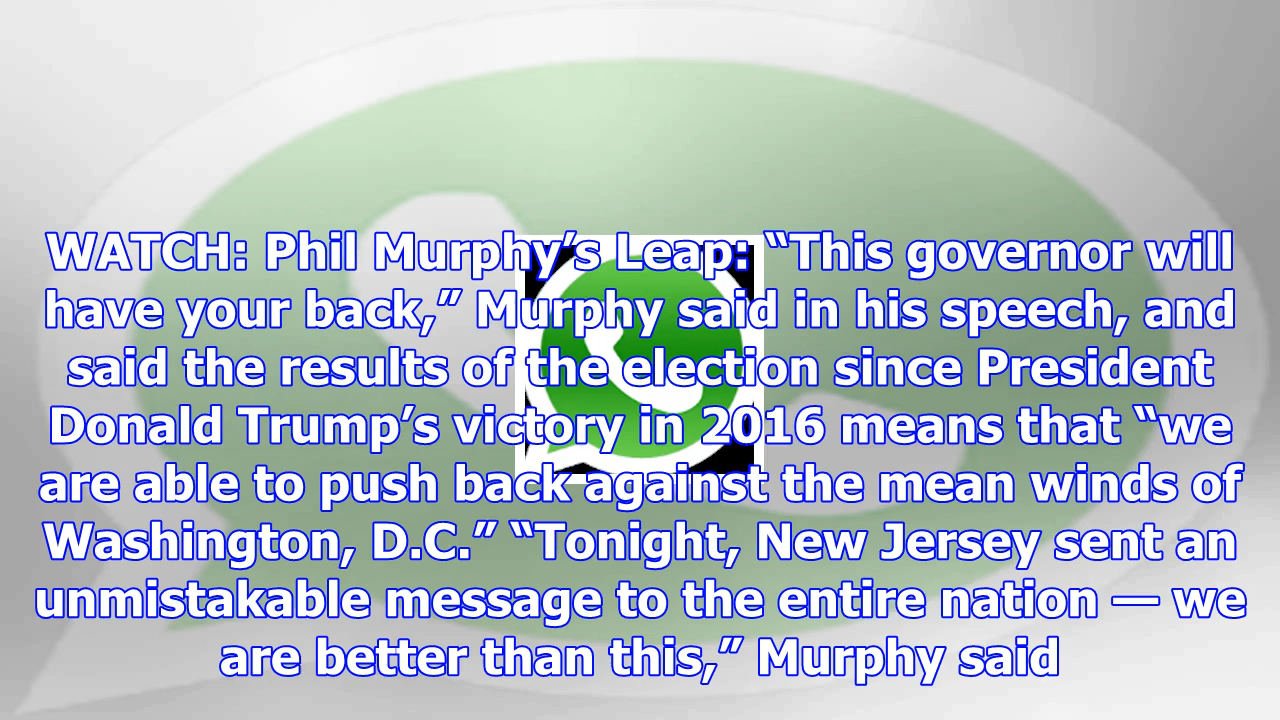 WATCH: Phil Murphy’s Leap: “This governor will
have your back,” Murphy said in his speech, and
said the results of the election since President
Donald Trump’s victory in 2016 means that “we
are able to push back against the mean winds of
Washington, D.C.” “Tonight, New Jersey sent an
unmistakable message to the entire nation — we
are better than this,” Murphy said